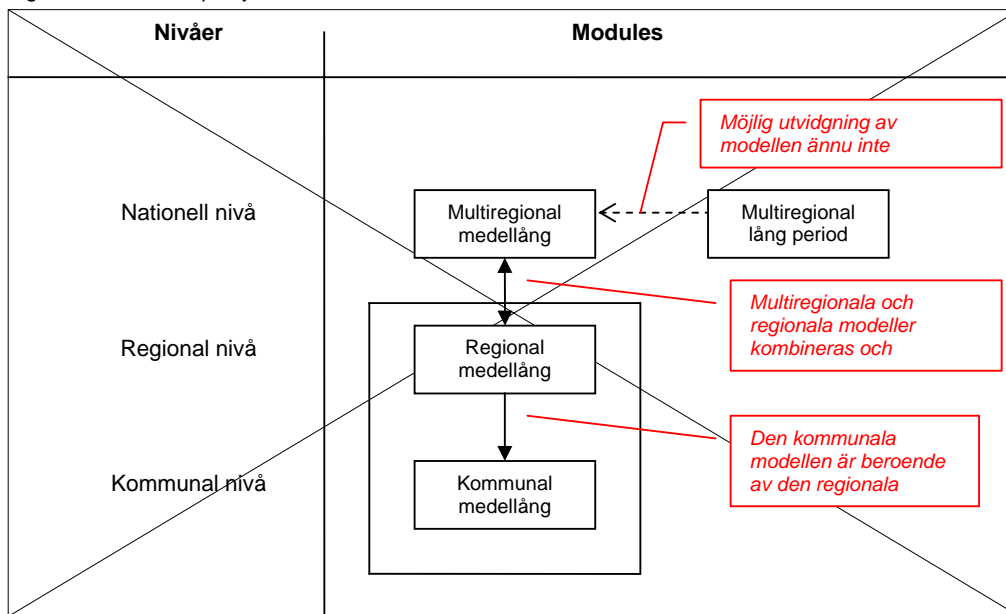 Nivåer
Modules
Möjlig utvidgning av
modellen ännu inte
Nationell nivå
Multiregional
medellång
Multiregional
lång period
Multiregionala och
regionala modeller
kombineras och
Regional nivå
Regional
medellång
Den kommunala
modellen är beroende
av den regionala
Kommunal nivå
Kommunal
medellång